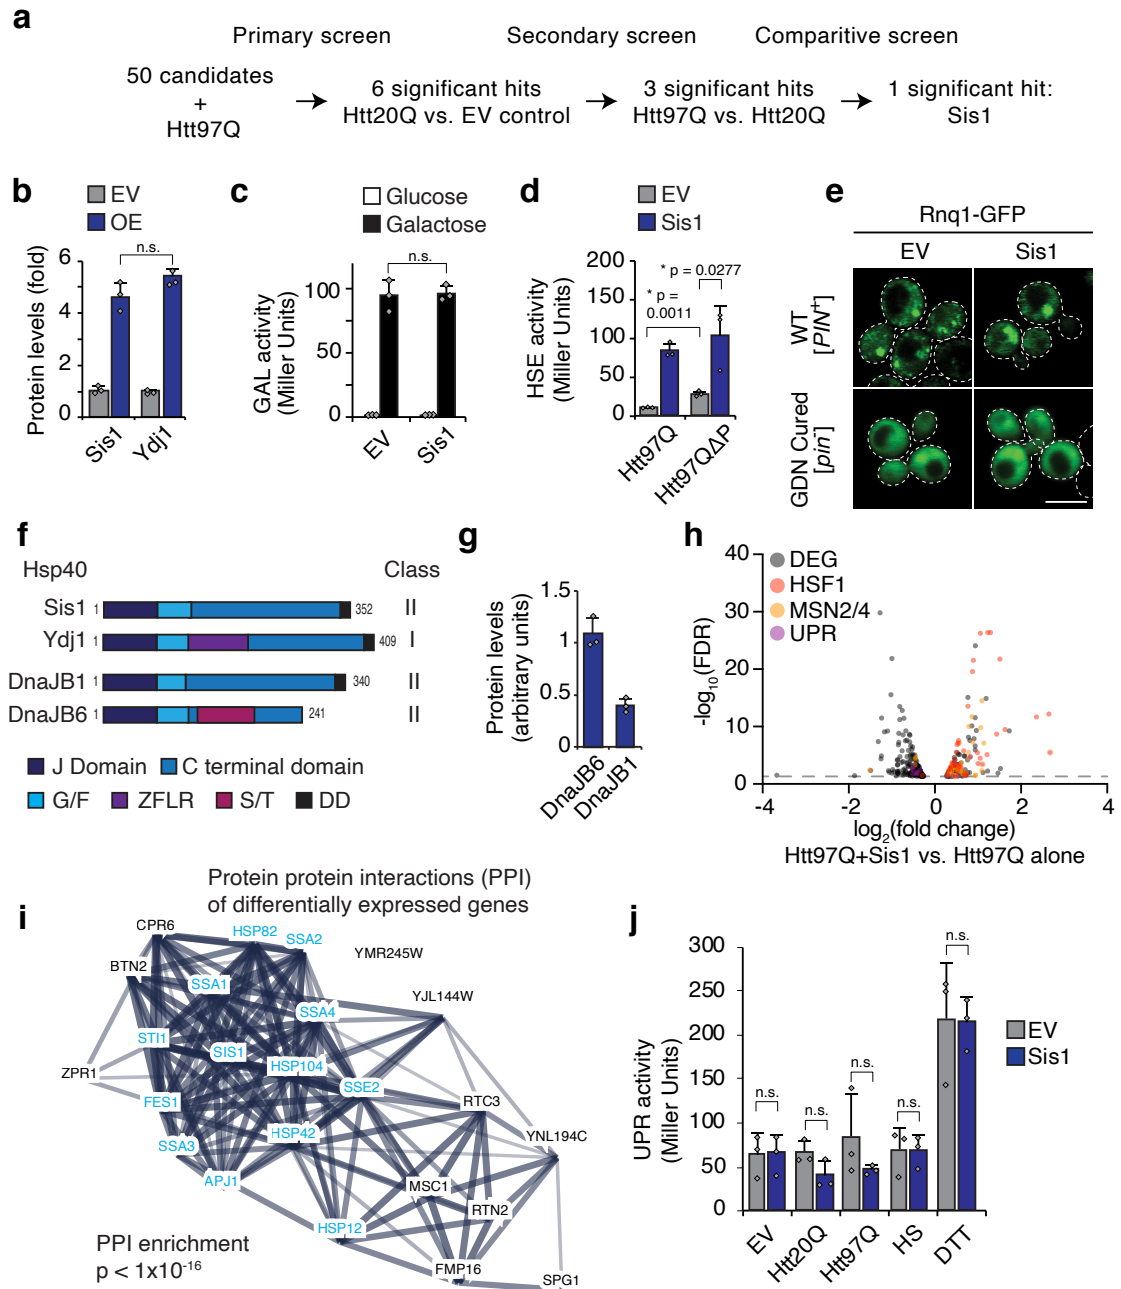 a
Primary screen
Secondary screen
Comparitive screen
50 candidates
+
Htt97Q
6 significant hits
Htt20Q vs. EV control
3 significant hits
Htt97Q vs. Htt20Q
1 significant hit:
Sis1
b
EV
OE
n.s.
Protein levels (fold)
6
4
2
0
Sis1
Ydj1
c
Glucose
Galactose
n.s.
GAL activity
(Miller Units)
100
50
0
EV
Sis1
d
EV
Sis1
* p = 0.0277
* p =
0.0011
HSE activity
(Miller Units)
200
150
100
50
0
Htt97Q
Htt97QΔP
e
Rnq1-GFP
EV
Sis1
WT
[PIN+]
GDN Cured
[pin-]
f
Hsp40
Class
Sis1 1 352 II
Ydj1 1 409 I
DnaJB1 1 340 II
DnaJB6 1 241 II
J Domain
C terminal domain
G/F
ZFLR
S/T
DD
g
Protein levels
(arbitrary units)
1.5
1
0.5
0
DnaJB6
DnaJB1
h
DEG
HSF1
MSN2/4
UPR
-log10(FDR)
40
30
20
10
0
-4
-2
0
2
4
log2(fold change)
Htt97Q+Sis1 vs. Htt97Q alone
i
Protein protein interactions (PPI)
of differentially expressed genes
CPR6
HSP82
SSA2
YMR245W
BTN2
SSA1
YJL144W
SSA4
STI1
SIS1
HSP104
ZPR1
SSE2
FES1
RTC3
HSP42
YNL194C
SSA3
APJ1
MSC1
RTN2
HSP12
FMP16
SPG1
PPI enrichment
p < 1x10-16
j
EV
Sis1
n.s.
n.s.
n.s.
n.s.
n.s.
UPR activity
(Miller Units)
300
250
200
150
100
50
0
EV
Htt20Q
Htt97Q
HS
DTT